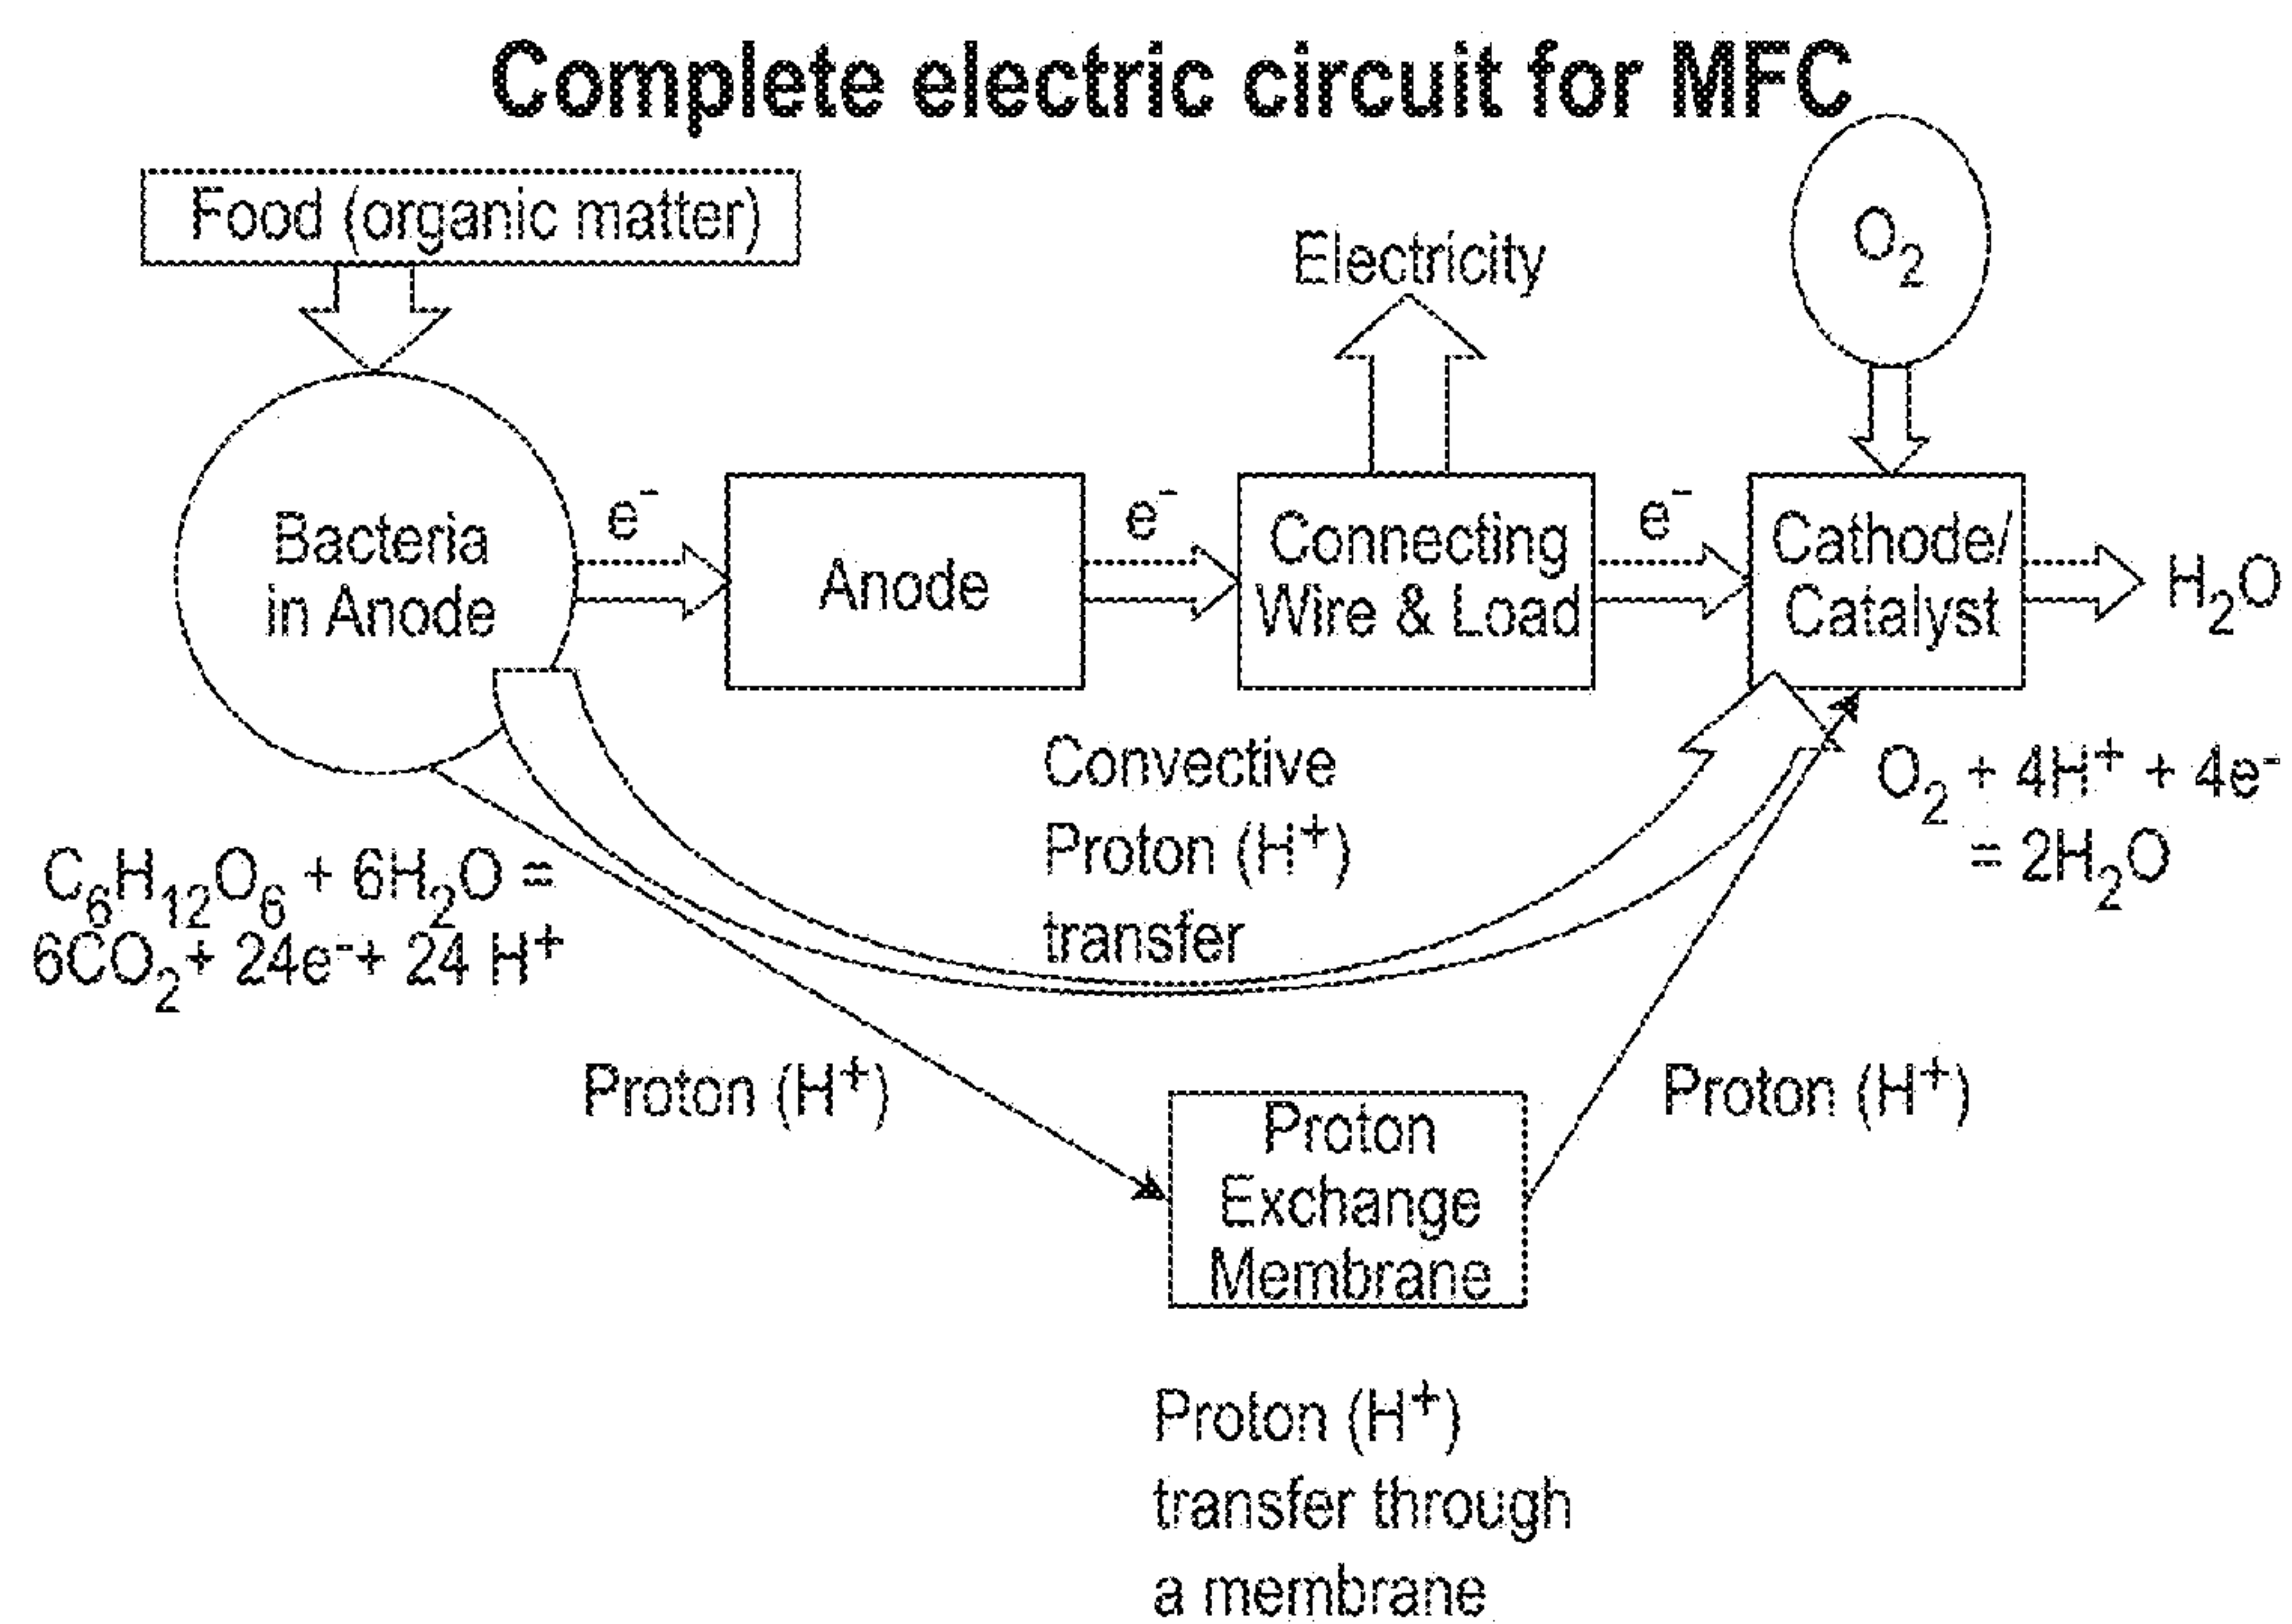 Complete electric circuit for MFC
Food (organic matter)
Electricity
O₂
Bacteria
in Anode
e⁻
Anode
e⁻
Connecting
Wire & Load
e⁻
Cathode/
Catalyst
H₂O
Convective
Proton (H⁺)
transfer
O₂ + 4H⁺ + 4e⁻
= 2H₂O
C₆H₁₂O₆ + 6H₂O =
6CO₂ + 24e⁻ + 24 H⁺
Proton (H⁺)
Proton
Exchange
Membrane
Proton (H⁺)
Proton (H⁺)
transfer through
a membrane